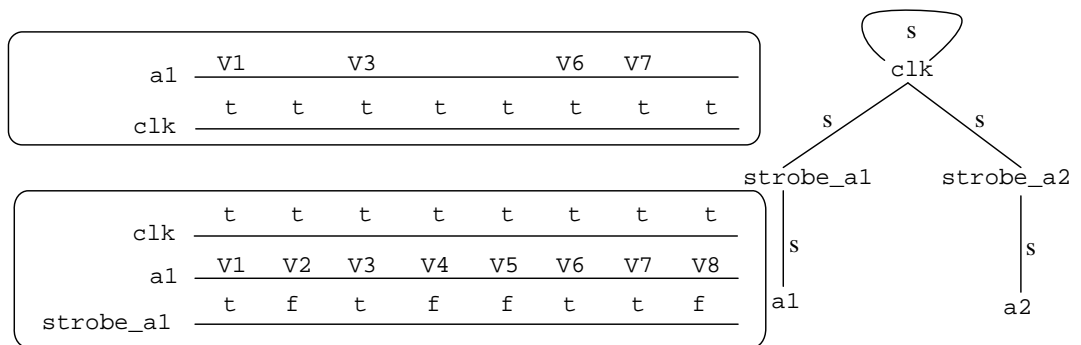 a1 V1 V3 V6 V7
clk t t t t t t t t
clk t t t t t t t t
a1 V1 V2 V3 V4 V5 V6 V7 V8
strobe_a1 t f t f f t t f
s
clk
s s
strobe_a1 strobe_a2
s s
a1 a2